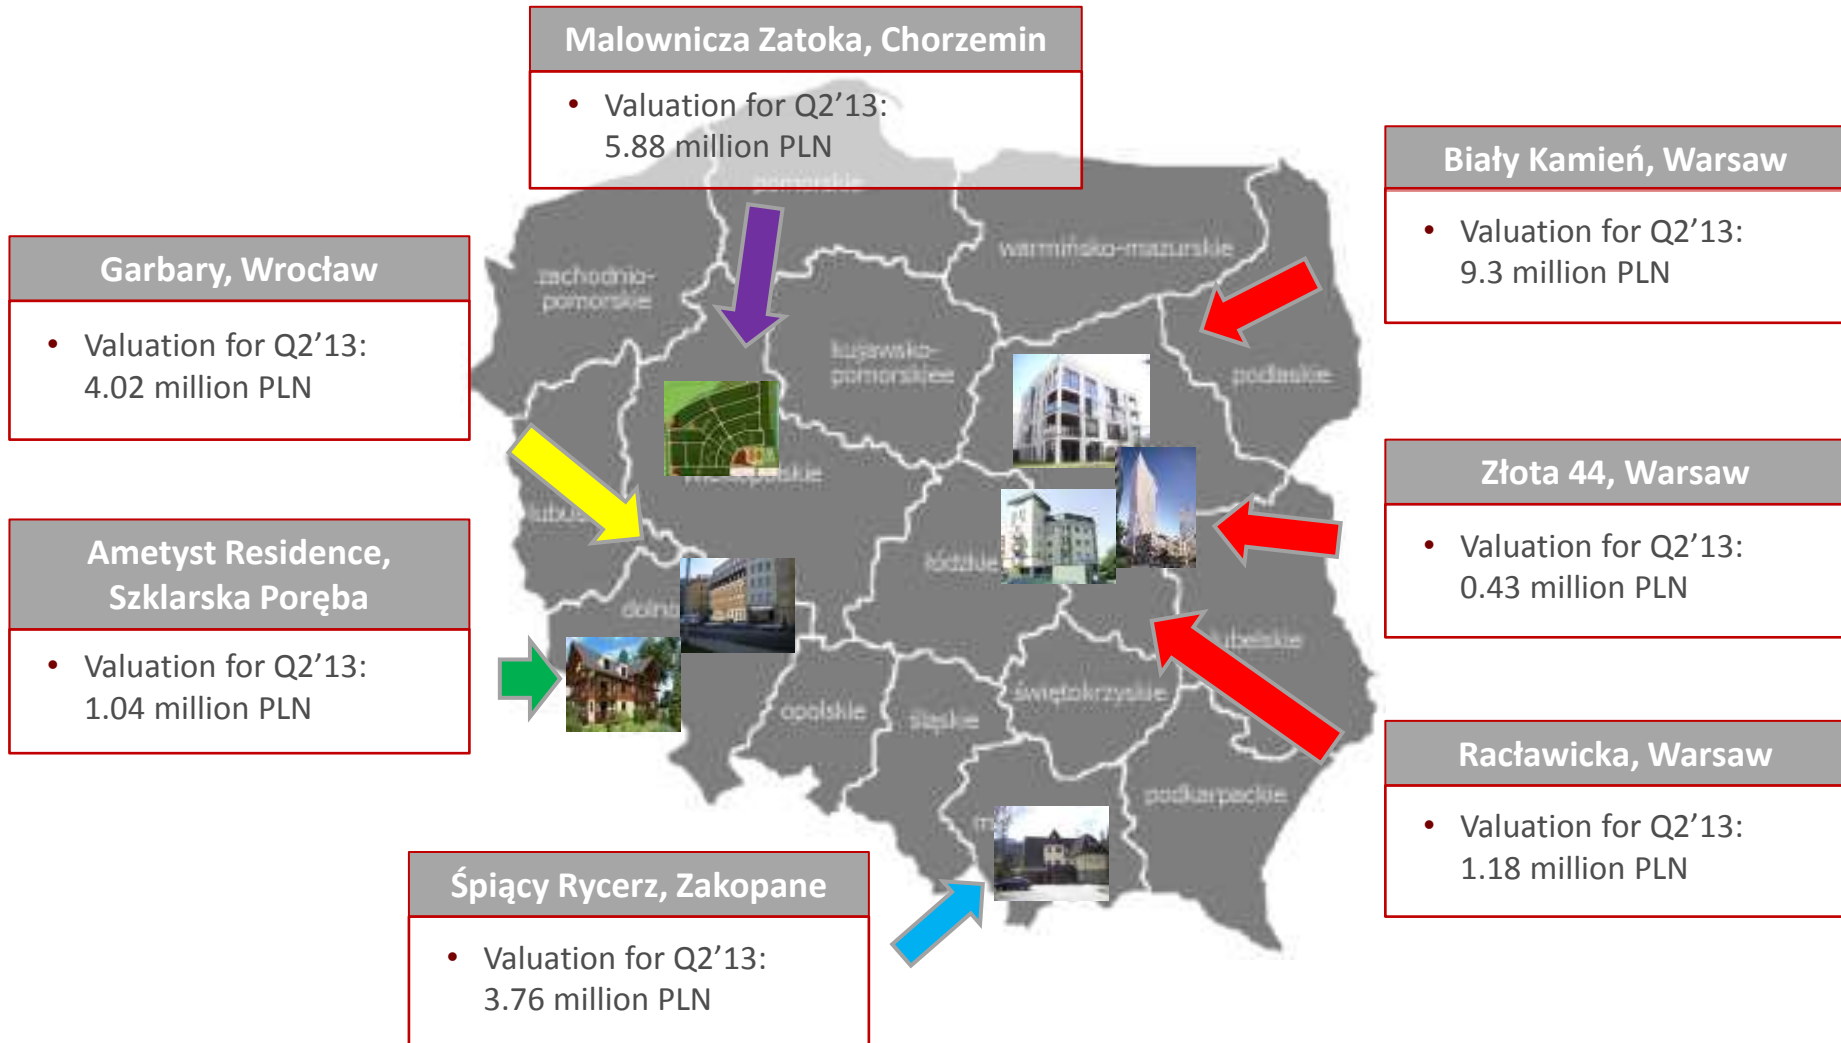 Malownicza Zatoka, Chorzemin
• Valuation for Q2’13:
5.88 million PLN
Biały Kamień, Warsaw
• Valuation for Q2’13:
9.3 million PLN
Garbary, Wrocław
• Valuation for Q2’13:
4.02 million PLN
Złota 44, Warsaw
• Valuation for Q2’13:
0.43 million PLN
Ametyst Residence,
Szklarska Poręba
• Valuation for Q2’13:
1.04 million PLN
Racławicka, Warsaw
• Valuation for Q2’13:
1.18 million PLN
Śpiący Rycerz, Zakopane
• Valuation for Q2’13:
3.76 million PLN
pomorskie
warmińsko-mazurskie
zachodnio-
pomorskie
kujawsko-
pomorskiee
podlaskie
łódzkie
lubelskie
świętokrzyskie
opolskie
śląskie
podkarpackie